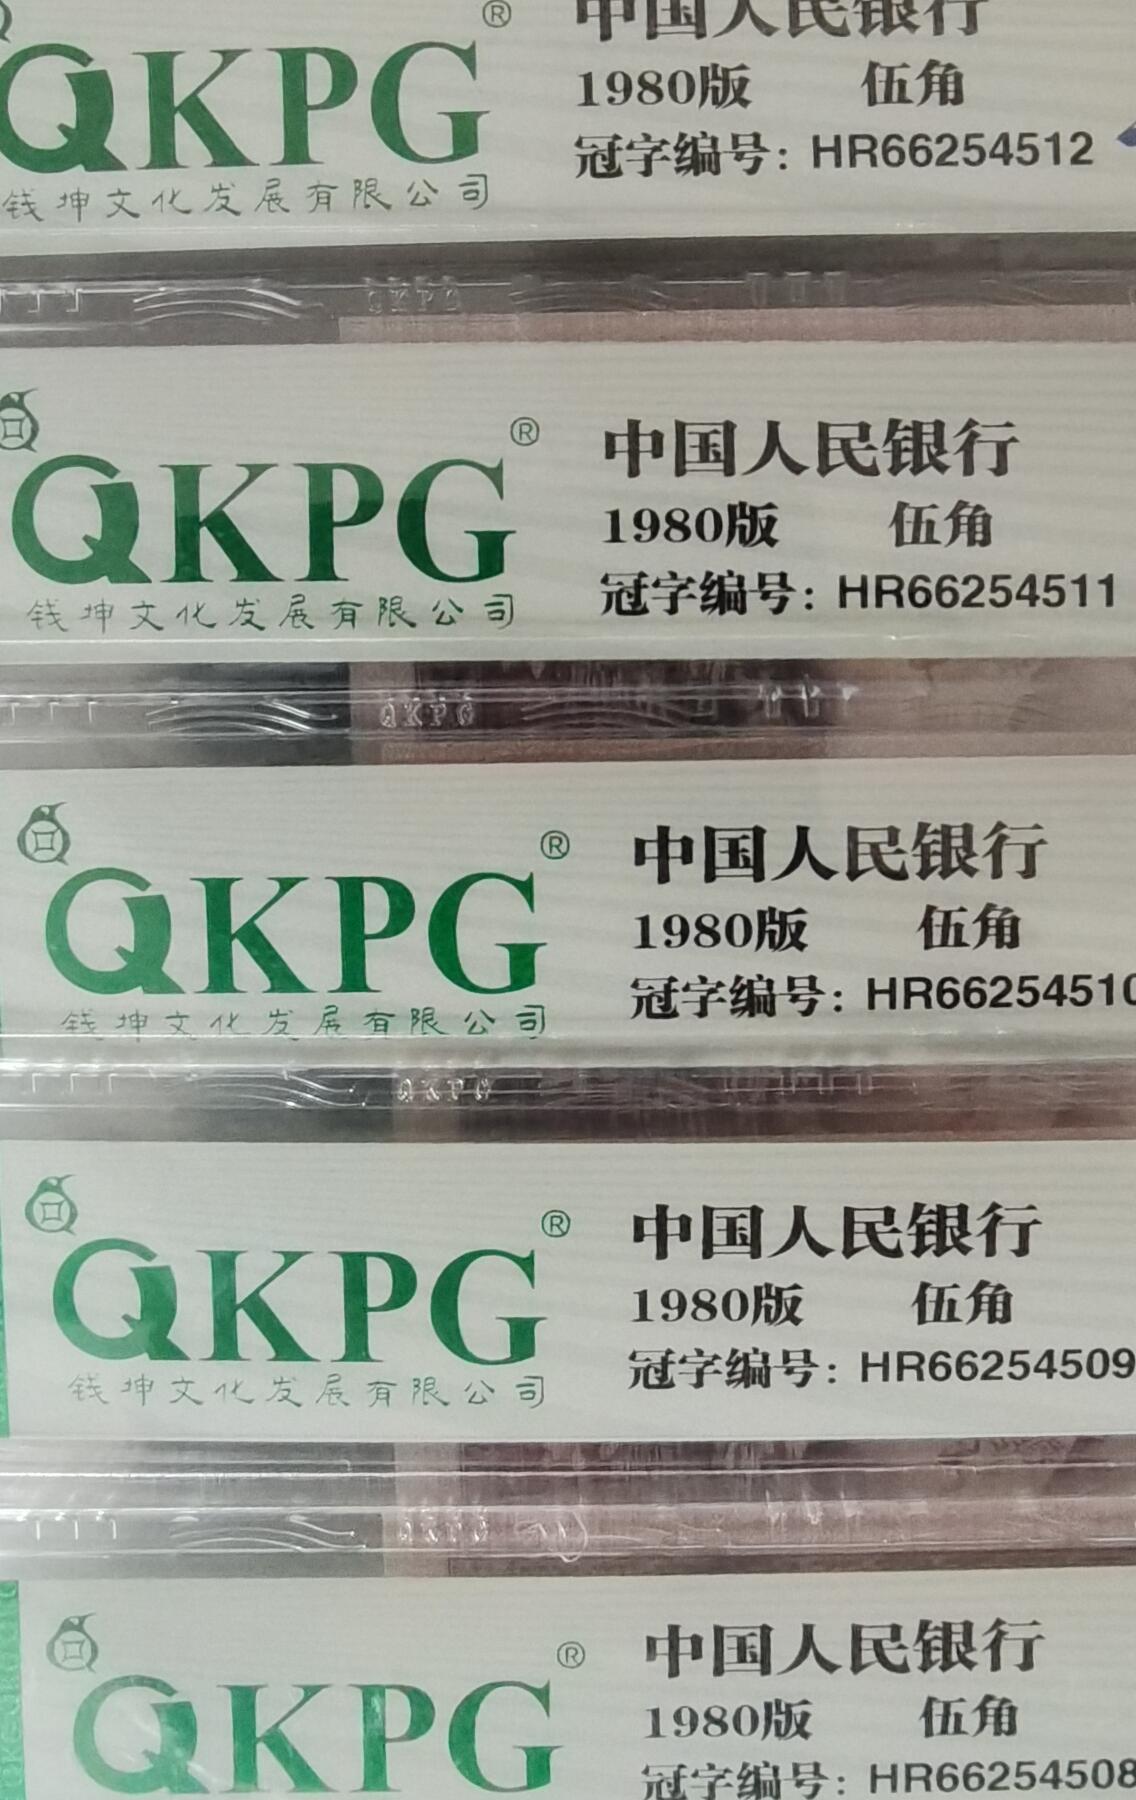 中国人民银行
QKPG®
1980版 伍角
冠字编号：HR66254512
钱坤文化发展有限公司
QKPG
中国人民银行
QKPG®
1980版 伍角
冠字编号：HR66254511
钱坤文化发展有限公司
QKPG
中国人民银行
QKPG®
1980版 伍角
冠字编号：HR66254510
钱坤文化发展有限公司
QKPG
中国人民银行
QKPG®
1980版 伍角
冠字编号：HR66254509
钱坤文化发展有限公司
QKPG
中国人民银行
QKPG®
1980版 伍角
冠字编号：HR66254508